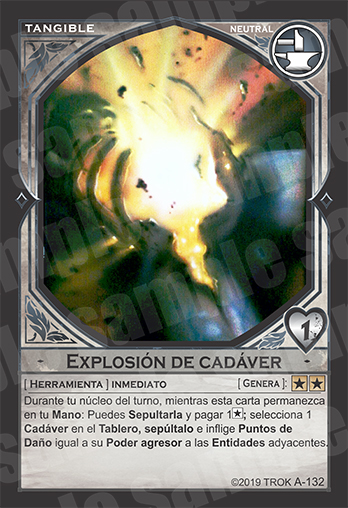 TANGIBLE
NEUTRAL
1
EXPLOSIÓN DE CADÁVER
[ HERRAMIENTA ] INMEDIATO [ GENERA ]: ★★
Durante tu núcleo del turno, mientras esta carta permanezca
en tu Mano: Puedes Sepultarla y pagar 1★; selecciona 1
Cadáver en el Tablero, sepúltalo e inflige Puntos de
Daño igual a su Poder agresor a las Entidades adyacentes.
©2019 TROK A-132
sample